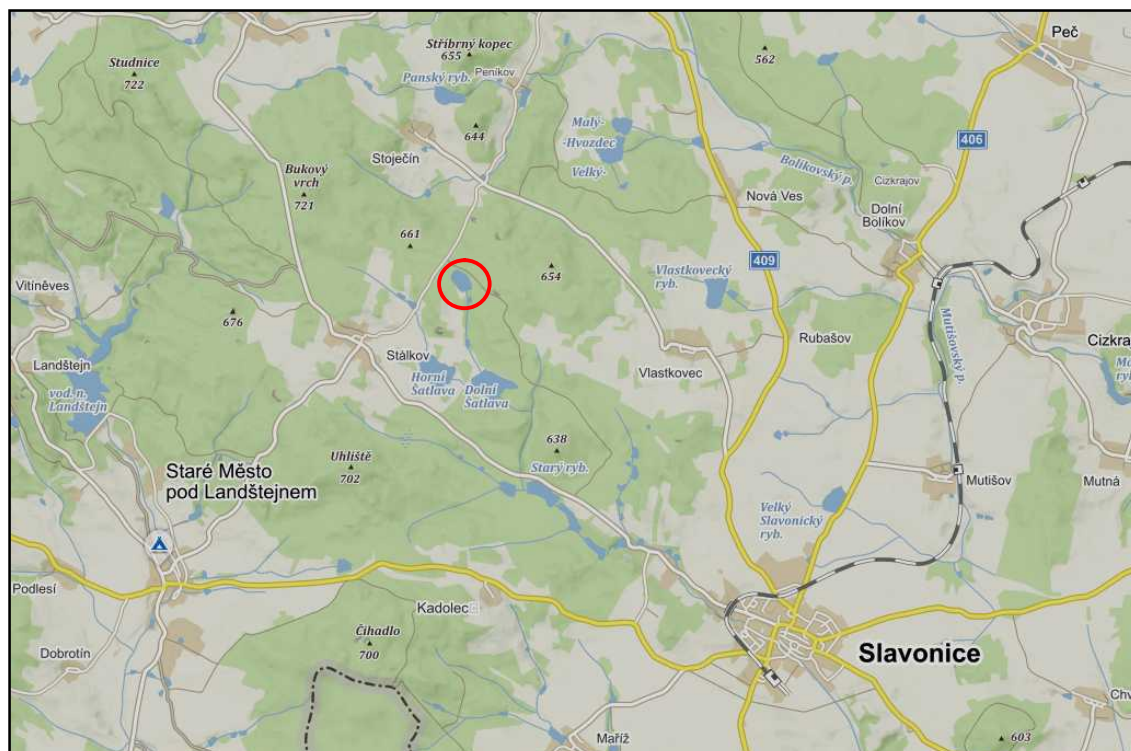 Stříbrný kopec
655
562
Peč
Studnice
722
Panský ryb.
Peníkov
Malý-
-Hvozdec
Velký-
644
Stoječín
406
Bolíkovský p.
Cizkrajov
Bukový
vrch
721
Nová Ves
Dolní
Bolíkov
661
654
409
Vlastkovecký
ryb.
Vitíněves
676
Mutišovský p.
Rubašov
Cizkraj
Landštejn
vod. n.
Landštejn
Stálkov
Horní
Šatlava
Dolní
Šatlava
Vlastkovec
638
Uhliště
702
Starý ryb.
Staré Město
pod Landštejnem
Mutišov
Mutná
Velký
Slavonický
ryb.
Podlesí
Kadolec
Čihadlo
700
Dobrotín
Slavonice
Chv
Maříž
603